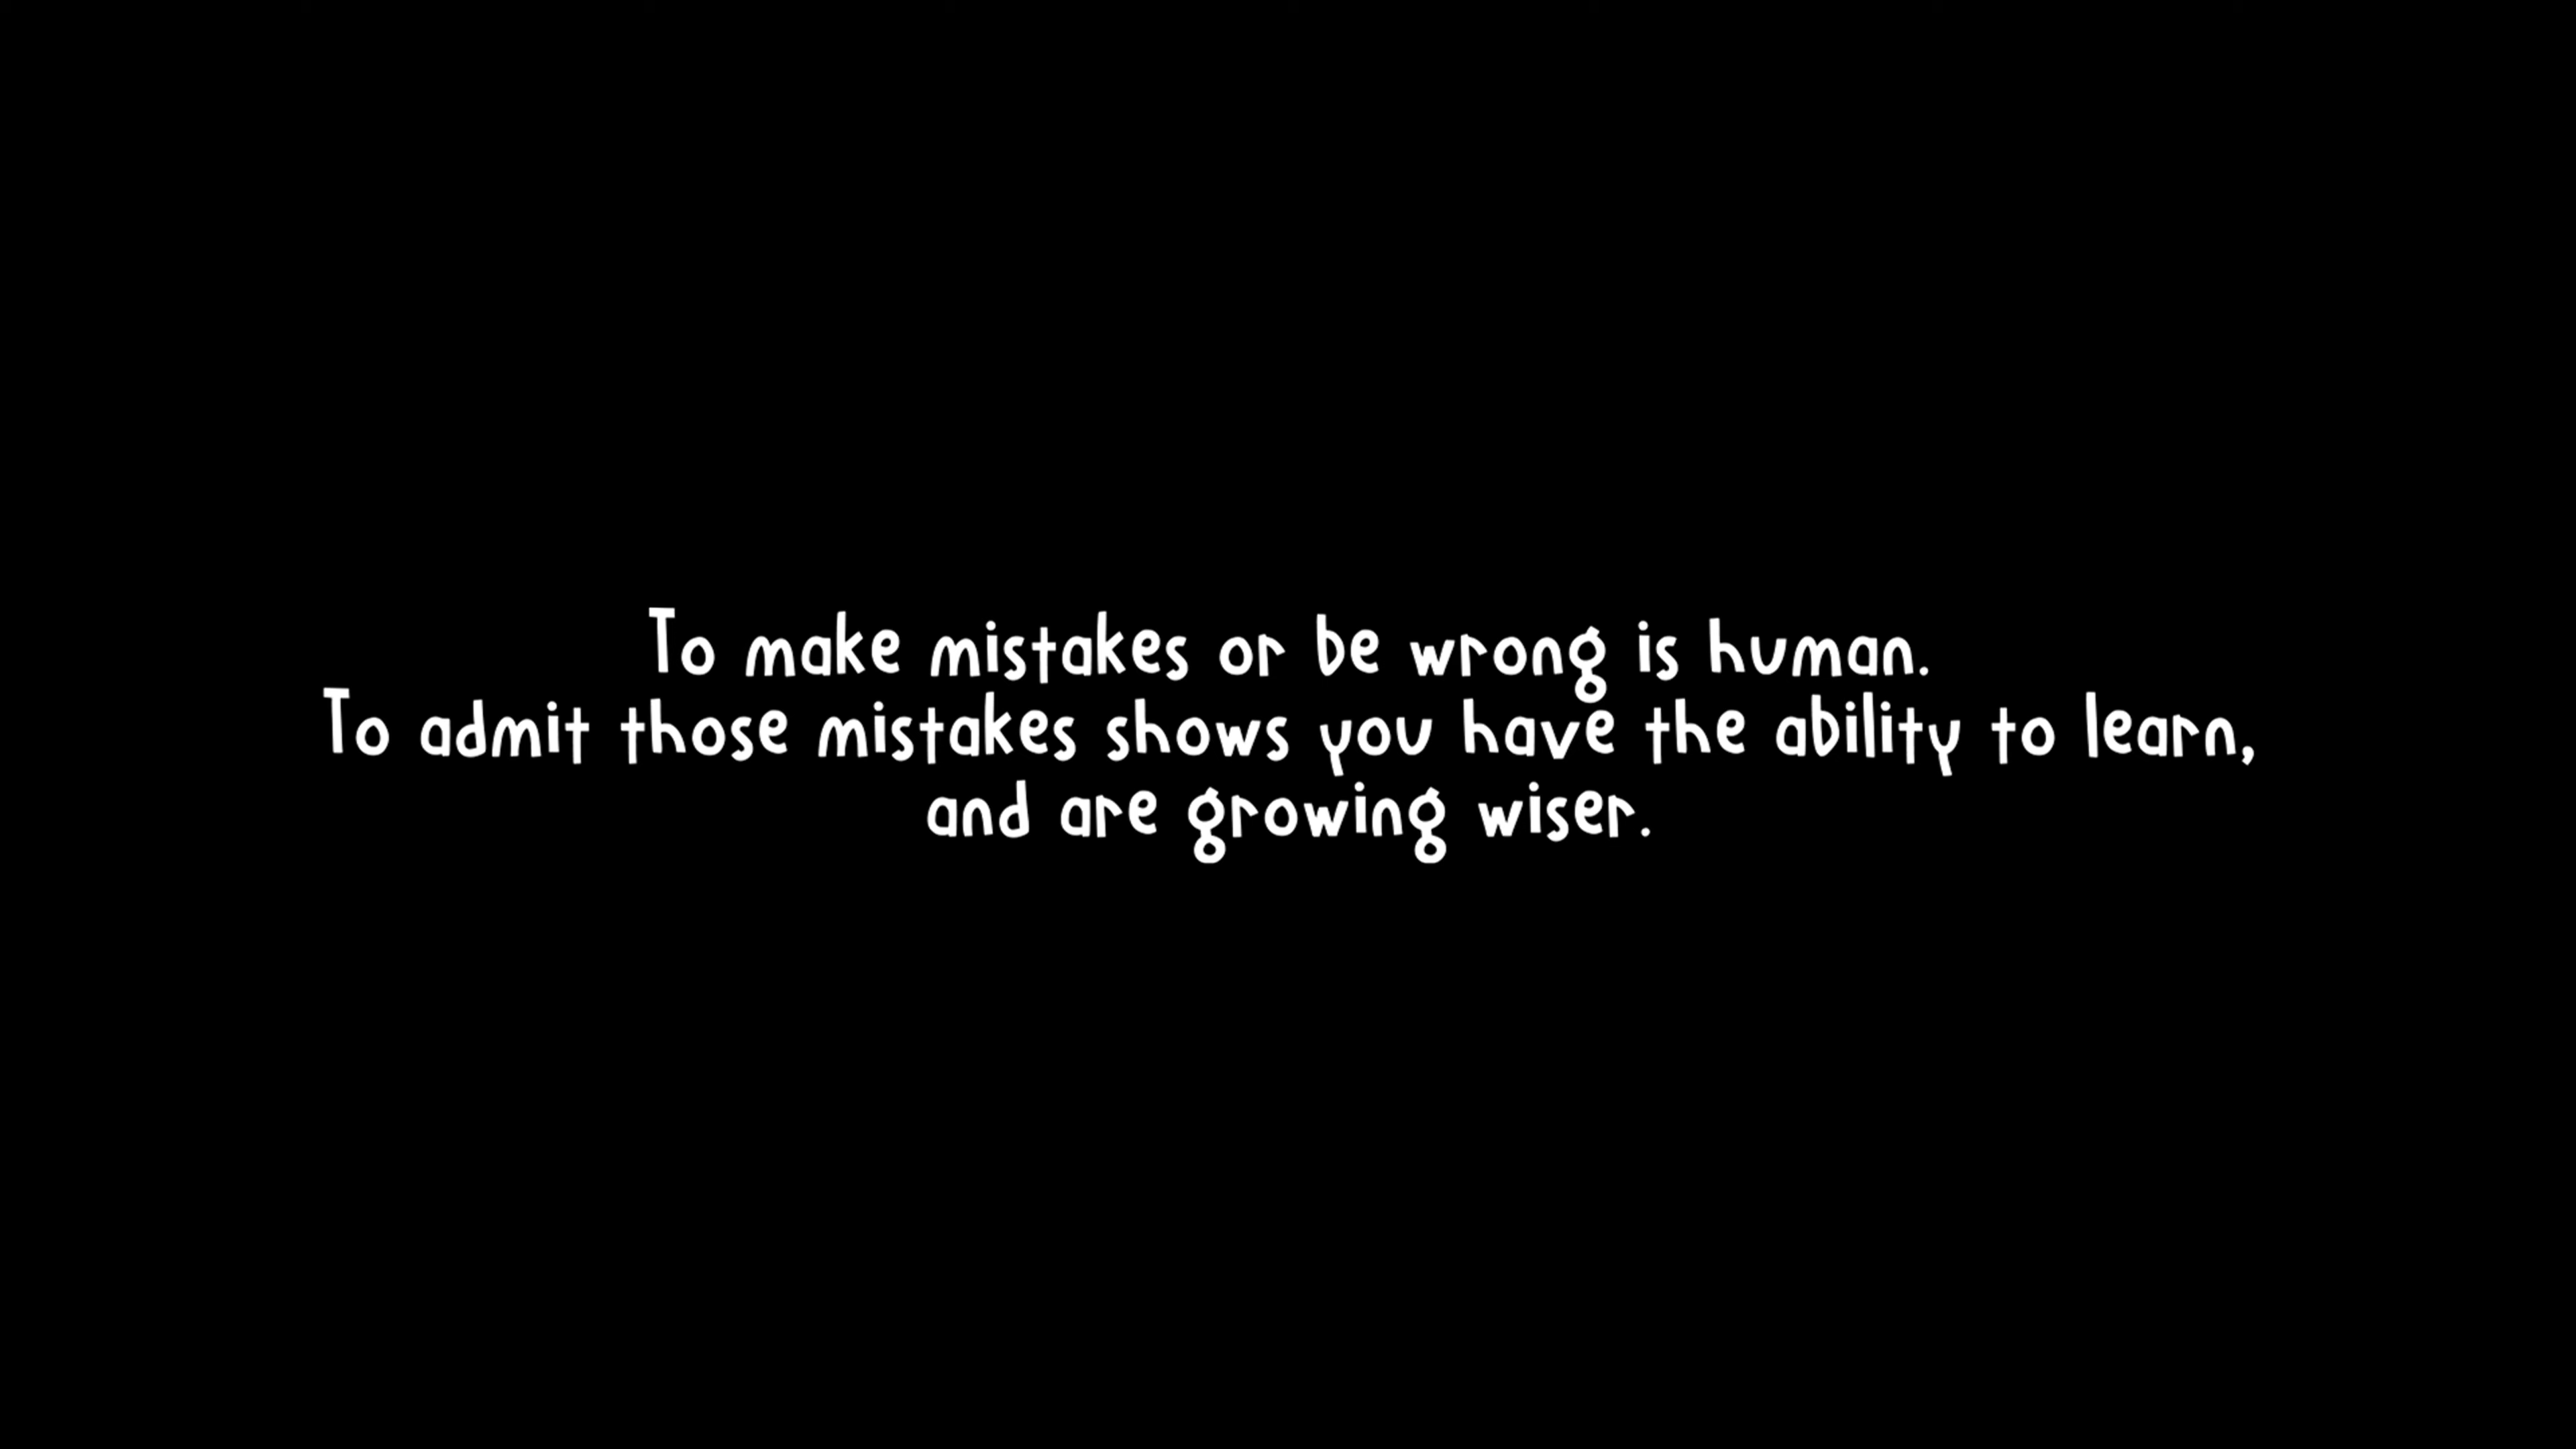 To make mistakes or be wrong is human.
To admit those mistakes shows you have the ability to learn,
and are growing wiser.